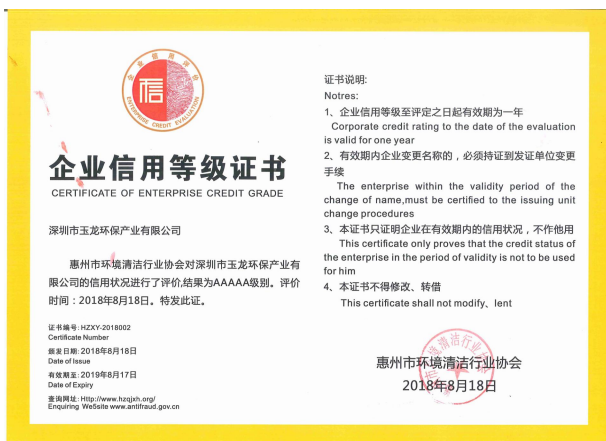 企业信用评价
信
ENTERPRISE CREDIT EVALUATION
企业信用等级证书
CERTIFICATE OF ENTERPRISE CREDIT GRADE
深圳市玉龙环保产业有限公司
惠州市环境清洁行业协会对深圳市玉龙环保产业有
限公司的信用状况进行了评价,结果为AAAAA级别。评价
时间：2018年8月18日。特发此证。
证书编号: HZXY-2018002
Certificate Number
颁发日期: 2018年8月18日
Date of Issue
有效期至: 2019年8月17日
Date of Expiry
查询网址: Http://www.hzqjxh.org/
Enquiring We5site www.antifraud.gov.cn
证书说明:
Notres:
1、企业信用等级至评定之日起有效期为一年
Corporate credit rating to the date of the evaluation
is valid for one year
2、有效期内企业变更名称的，必须持证到发证单位变更
手续
The enterprise within the validity period of the
change of name,must be certified to the issuing unit
change procedures
3、本证书只证明企业在有效期内的信用状况，不作他用
This certificate only proves that the credit status of
the enterprise in the period of validity is not to be used
for him
4、本证书不得修改、转借
This certificate shall not modify、lent
惠州市环境清洁行业协会
2018年8月18日